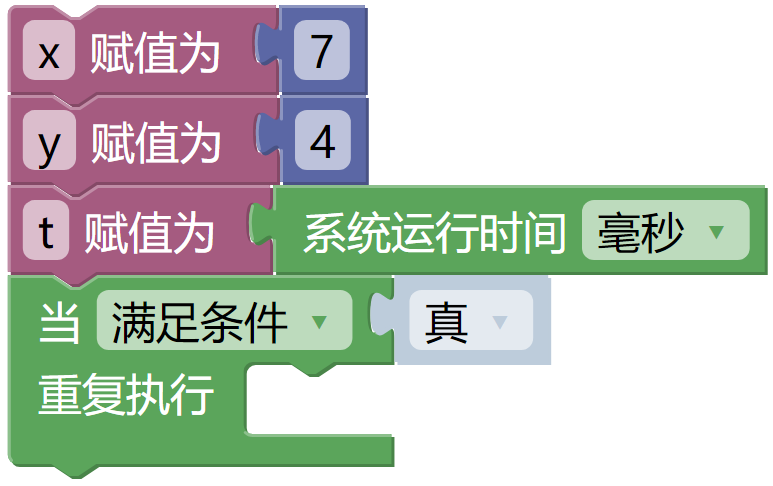 x 赋值为 7
y 赋值为 4
t 赋值为 系统运行时间 毫秒
当 满足条件 真
重复执行